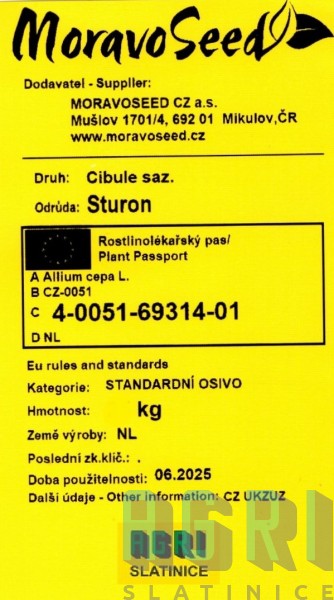 MoravoSeed
Dodavatel - Supplier:
MORAVOSEED CZ a.s.
Mušlov 1701/4, 692 01 Mikulov,ČR
www.moravoseed.cz
Druh: Cibule saz.
Odrůda: Sturon
Rostlinolékařský pas/
Plant Passport
A Allium cepa L.
B CZ-0051
C 4-0051-69314-01
D NL
Eu rules and standards
Kategorie: STANDARDNÍ OSIVO
Hmotnost: kg
Země výroby: NL
Poslední zk.klíč.: .
Doba použitelnosti: 06.2025
Další údaje - Other information: CZ UKZUZ
AGRI
SLATINICE
AGRI
SLATINICE